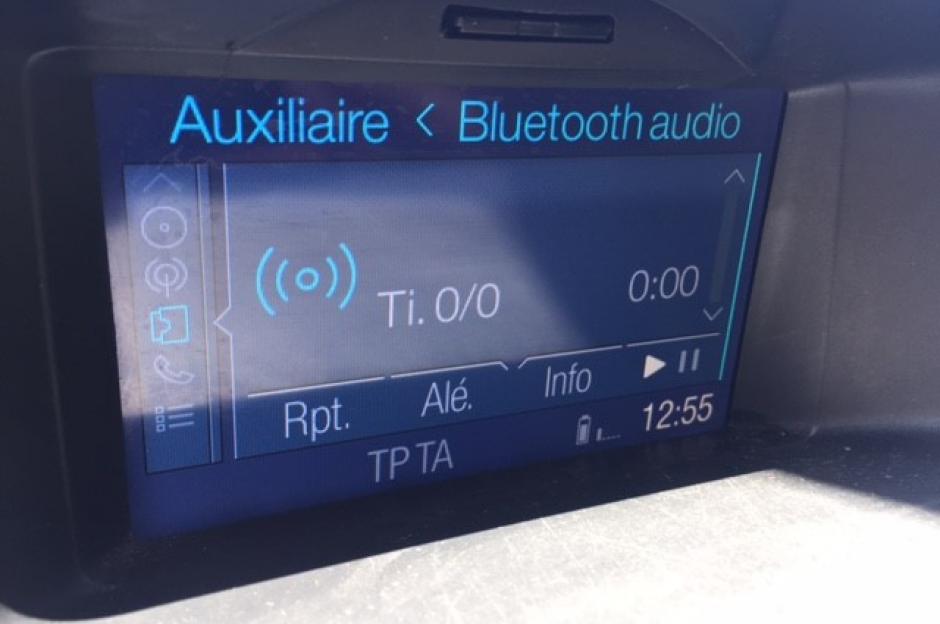 Auxiliaire < Bluetooth audio
Ti. 0/0 0:00
Rpt. Alé. Info
TP TA 12:55